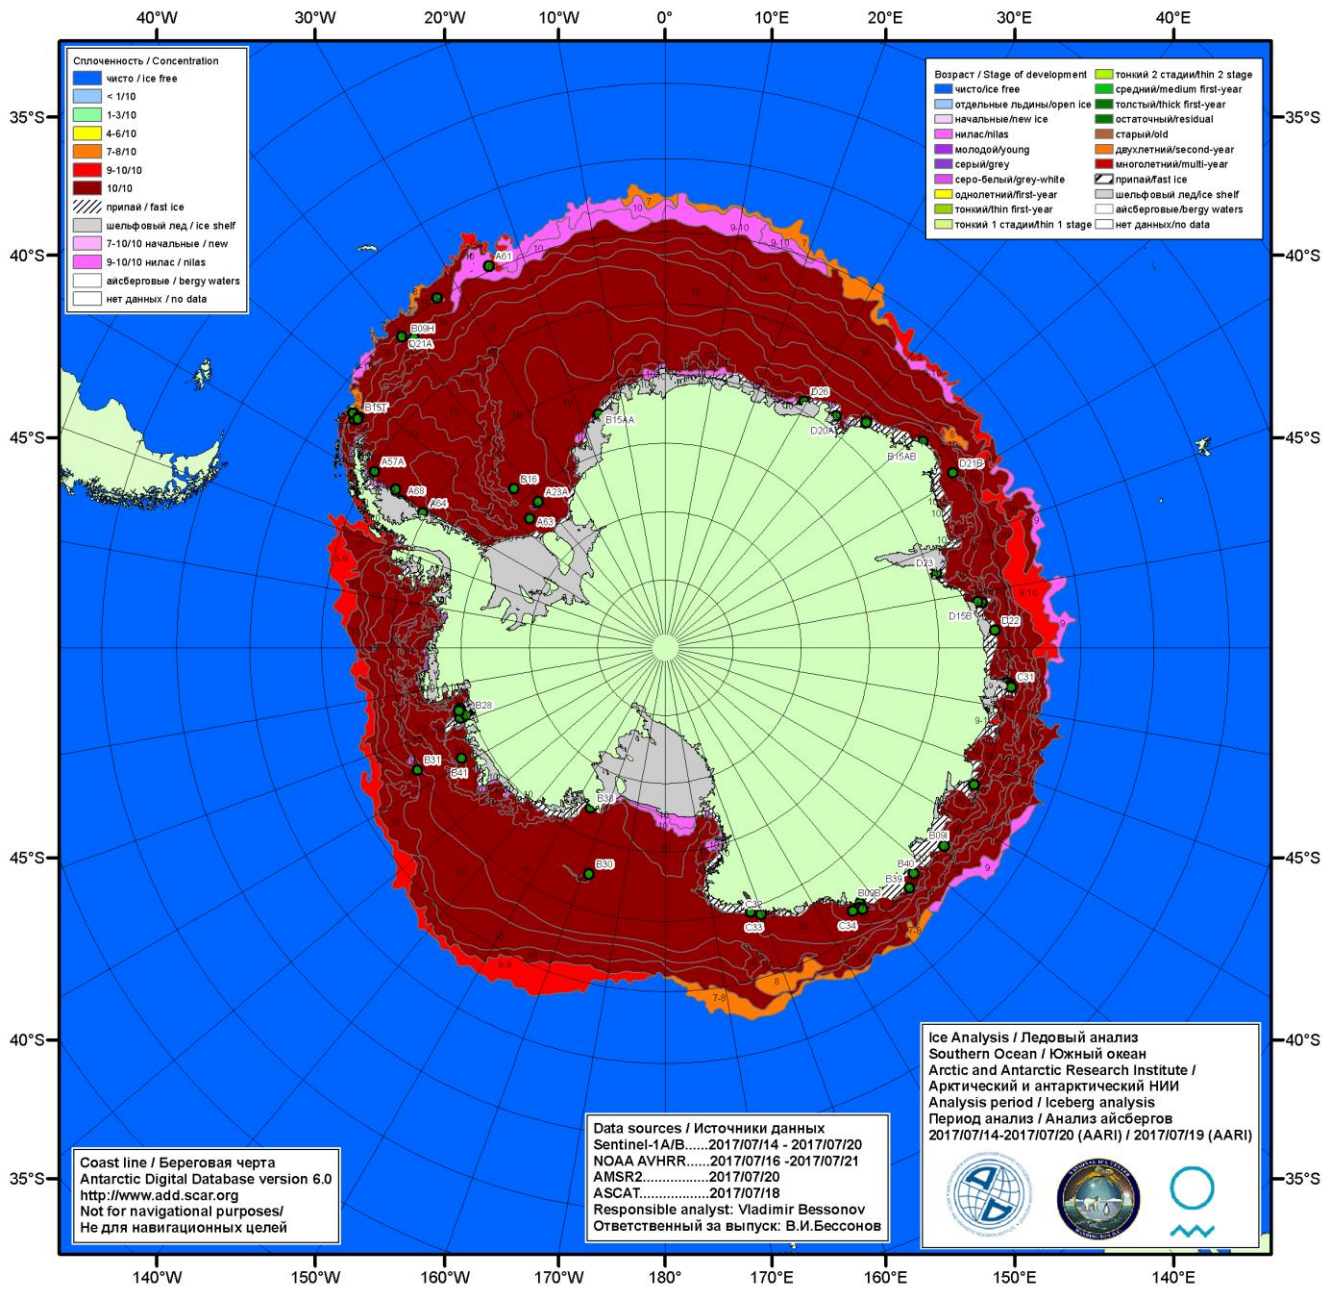 40°W 30°W 20°W 10°W 0° 10°E 20°E 30°E 40°E
Сплоченность / Concentration
чисто / ice free
< 1/10
1-3/10
4-6/10
7-8/10
9-10/10
10/10
припай / fast ice
шельфовый лед / ice shelf
7-10/10 начальные / new
9-10/10 нилас / nilas
айсберговые / bergy waters
нет данных / no data
Возраст / Stage of development
чисто/ice free
отдельные льдины/open ice
начальные/new ice
нилас/nilas
молодой/young
серый/grey
серо-белый/grey-white
однолетний/first-year
тонкий/thin first-year
тонкий 1 стадии/thin 1 stage
тонкий 2 стадии/thin 2 stage
средний/medium first-year
толстый/thick first-year
остаточный/residual
старый/old
двухлетний/second-year
многолетний/multi-year
припай/fast ice
шельфовый лед/ice shelf
айсберговые/bergy waters
нет данных/no data
35°S
40°S
45°S
45°S
40°S
35°S
35°S
40°S
45°S
45°S
40°S
35°S
A61
B09H
D21A
B15T
B15AA
D26
D20A
B15AB
D21B
A57A
A68
A64
B16
A23A
A63
D23
D15B
D22
C31
B28
B31
B41
B38
B30
B09I
B40
B39
B09B
C32
C33
C34
Ice Analysis / Ледовый анализ
Southern Ocean / Южный океан
Arctic and Antarctic Research Institute /
Арктический и антарктический НИИ
Analysis period / Iceberg analysis
Период анализ / Анализ айсбергов
2017/07/14-2017/07/20 (AARI) / 2017/07/19 (AARI)
Data sources / Источники данных
Sentinel-1A/B......2017/07/14 - 2017/07/20
NOAA AVHRR......2017/07/16 -2017/07/21
AMSR2.................2017/07/20
ASCAT.................2017/07/18
Responsible analyst: Vladimir Bessonov
Ответственный за выпуск: В.И.Бессонов
Coast line / Береговая черта
Antarctic Digital Database version 6.0
http://www.add.scar.org
Not for navigational purposes/
Не для навигационных целей
140°W 150°W 160°W 170°W 180° 170°E 160°E 150°E 140°E